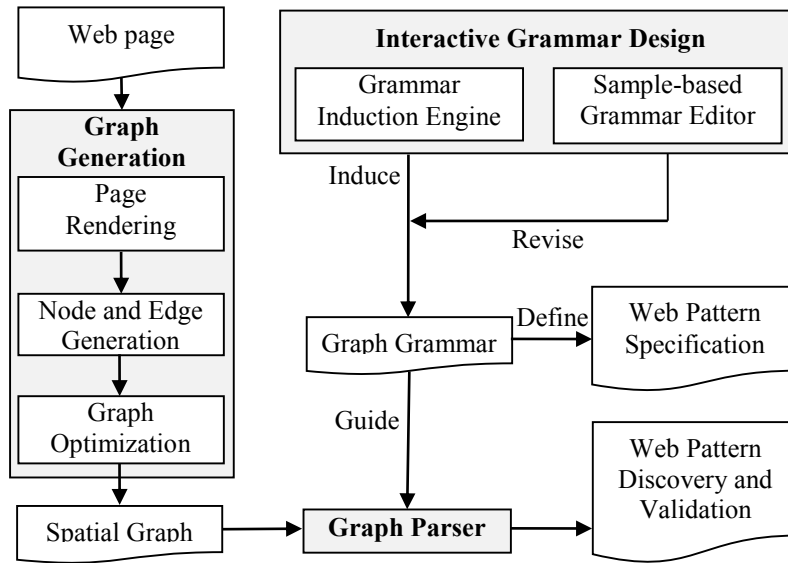 Web page
Graph
Generation
Page
Rendering
Node and Edge
Generation
Graph
Optimization
Spatial Graph
Interactive Grammar Design
Grammar
Induction Engine
Sample-based
Grammar Editor
Induce
Revise
Graph Grammar
Define
Web Pattern
Specification
Guide
Graph Parser
Web Pattern
Discovery and
Validation